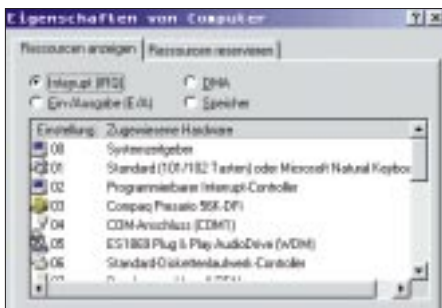 Eigenschaften von Computer
Ressourcen anzeigen Ressourcen reservieren
Interrupt (IRQ) DMA
Ein-/Ausgabe (E/A) Speicher
Einstellung Zugewiesene Hardware
00 Systemzeitgeber
01 Standard (101/102 Tasten) oder Microsoft Natural Keyboa
02 Programmierbarer Interrupt-Controller
03 Compaq Presario 56K-DFi
04 COM-Anschluss (COM1)
05 ES1869 Plug & Play AudioDrive (WDM)
06 Standard-Diskettenlaufwerk-Controller
07